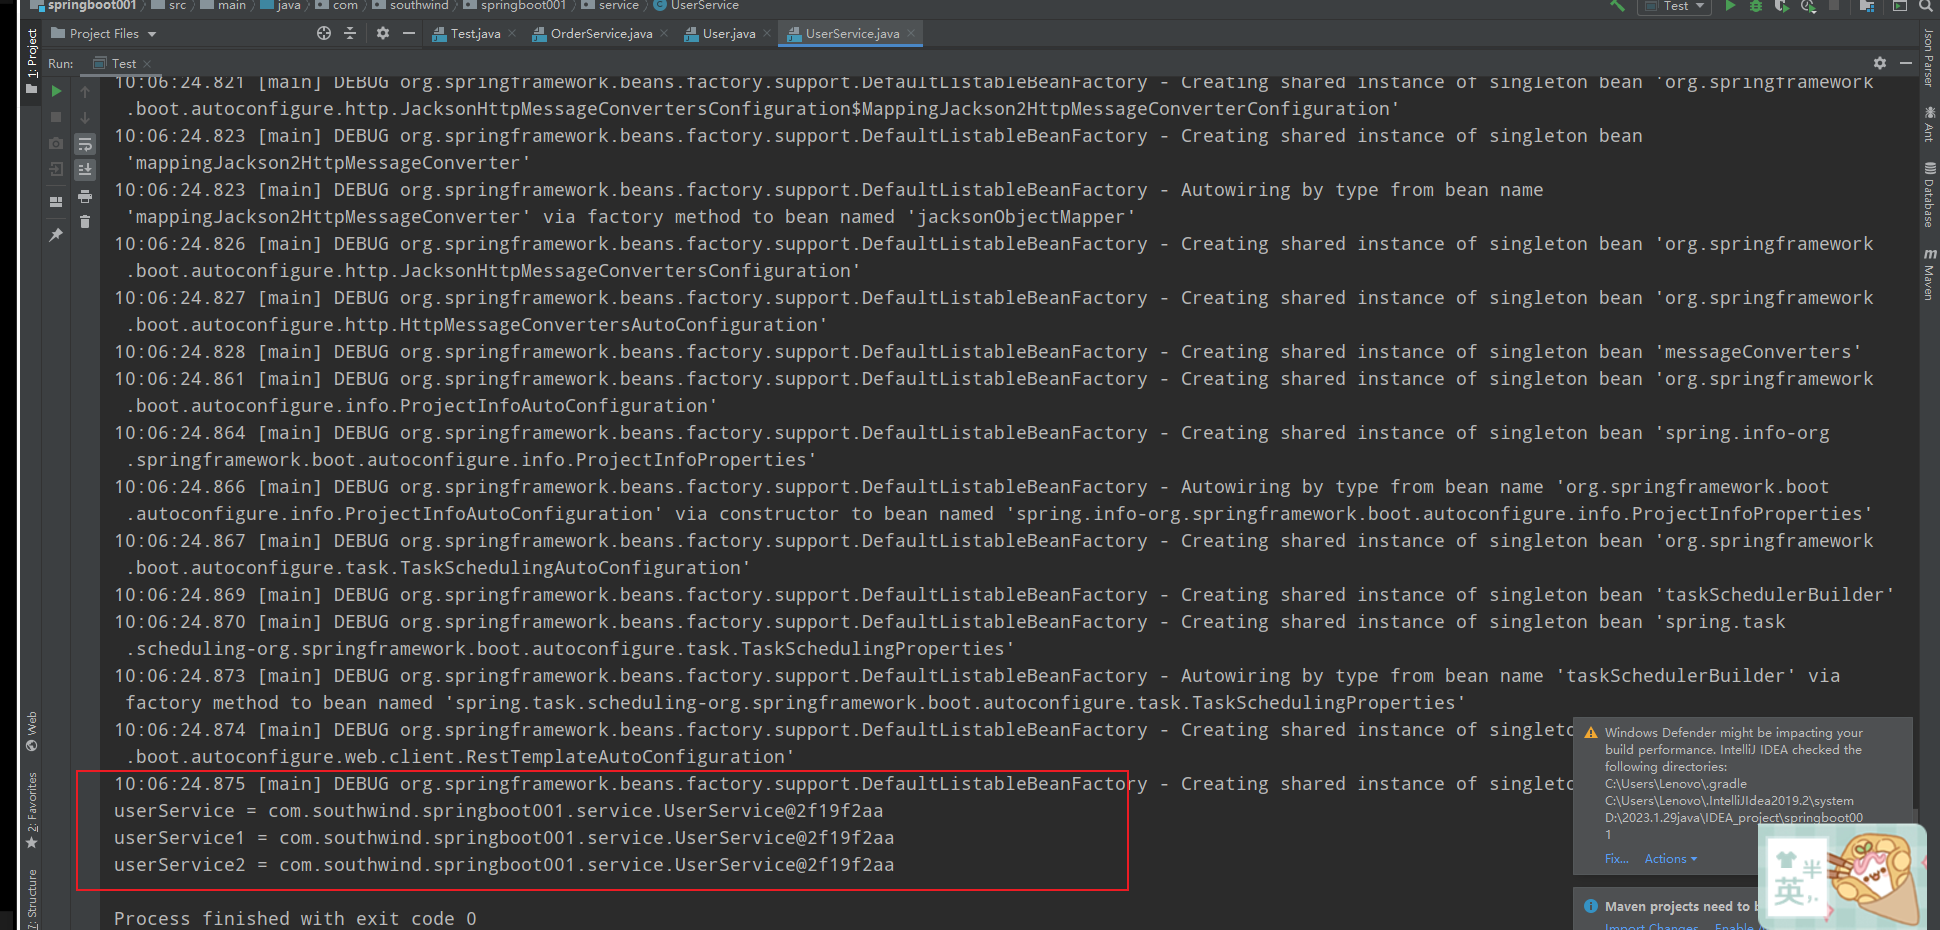 springboot001 〉 src 〉 main 〉 java 〉 com 〉 southwind 〉 springboot001 〉 service 〉 UserService
Test
Project Files
Test.java
OrderService.java
User.java
UserService.java
Run: Test
10:06:24.821 [main] DEBUG org.springframework.beans.factory.support.DefaultListableBeanFactory - Creating shared instance of singleton bean 'org.springframework
.boot.autoconfigure.http.JacksonHttpMessageConvertersConfiguration$MappingJackson2HttpMessageConverterConfiguration'
10:06:24.823 [main] DEBUG org.springframework.beans.factory.support.DefaultListableBeanFactory - Creating shared instance of singleton bean
'mappingJackson2HttpMessageConverter'
10:06:24.823 [main] DEBUG org.springframework.beans.factory.support.DefaultListableBeanFactory - Autowiring by type from bean name
'mappingJackson2HttpMessageConverter' via factory method to bean named 'jacksonObjectMapper'
10:06:24.826 [main] DEBUG org.springframework.beans.factory.support.DefaultListableBeanFactory - Creating shared instance of singleton bean 'org.springframework
.boot.autoconfigure.http.JacksonHttpMessageConvertersConfiguration'
10:06:24.827 [main] DEBUG org.springframework.beans.factory.support.DefaultListableBeanFactory - Creating shared instance of singleton bean 'org.springframework
.boot.autoconfigure.http.HttpMessageConvertersAutoConfiguration'
10:06:24.828 [main] DEBUG org.springframework.beans.factory.support.DefaultListableBeanFactory - Creating shared instance of singleton bean 'messageConverters'
10:06:24.861 [main] DEBUG org.springframework.beans.factory.support.DefaultListableBeanFactory - Creating shared instance of singleton bean 'org.springframework
.boot.autoconfigure.info.ProjectInfoAutoConfiguration'
10:06:24.864 [main] DEBUG org.springframework.beans.factory.support.DefaultListableBeanFactory - Creating shared instance of singleton bean 'spring.info-org
.springframework.boot.autoconfigure.info.ProjectInfoProperties'
10:06:24.866 [main] DEBUG org.springframework.beans.factory.support.DefaultListableBeanFactory - Autowiring by type from bean name 'org.springframework.boot
.autoconfigure.info.ProjectInfoAutoConfiguration' via constructor to bean named 'spring.info-org.springframework.boot.autoconfigure.info.ProjectInfoProperties'
10:06:24.867 [main] DEBUG org.springframework.beans.factory.support.DefaultListableBeanFactory - Creating shared instance of singleton bean 'org.springframework
.boot.autoconfigure.task.TaskSchedulingAutoConfiguration'
10:06:24.869 [main] DEBUG org.springframework.beans.factory.support.DefaultListableBeanFactory - Creating shared instance of singleton bean 'taskSchedulerBuilder'
10:06:24.870 [main] DEBUG org.springframework.beans.factory.support.DefaultListableBeanFactory - Creating shared instance of singleton bean 'spring.task
.scheduling-org.springframework.boot.autoconfigure.task.TaskSchedulingProperties'
10:06:24.873 [main] DEBUG org.springframework.beans.factory.support.DefaultListableBeanFactory - Autowiring by type from bean name 'taskSchedulerBuilder' via
factory method to bean named 'spring.task.scheduling-org.springframework.boot.autoconfigure.task.TaskSchedulingProperties'
10:06:24.874 [main] DEBUG org.springframework.beans.factory.support.DefaultListableBeanFactory - Creating shared instance of singleto
.boot.autoconfigure.web.client.RestTemplateAutoConfiguration'
10:06:24.875 [main] DEBUG org.springframework.beans.factory.support.DefaultListableBeanFactory - Creating shared instance of singleto
userService = com.southwind.springboot001.service.UserService@2f19f2aa
userService1 = com.southwind.springboot001.service.UserService@2f19f2aa
userService2 = com.southwind.springboot001.service.UserService@2f19f2aa
Process finished with exit code 0
Windows Defender might be impacting your
build performance. IntelliJ IDEA checked the
following directories:
C:\Users\Lenovo\.gradle
C:\Users\Lenovo\.IntelliJIdea2019.2\system
D:\2023.1.29java\IDEA_project\springboot00
1
Fix... Actions
Maven projects need to
Import Changes
半
英
1: Project
Web
2: Favorites
7: Structure
Json Parser
Ant
Database
Maven